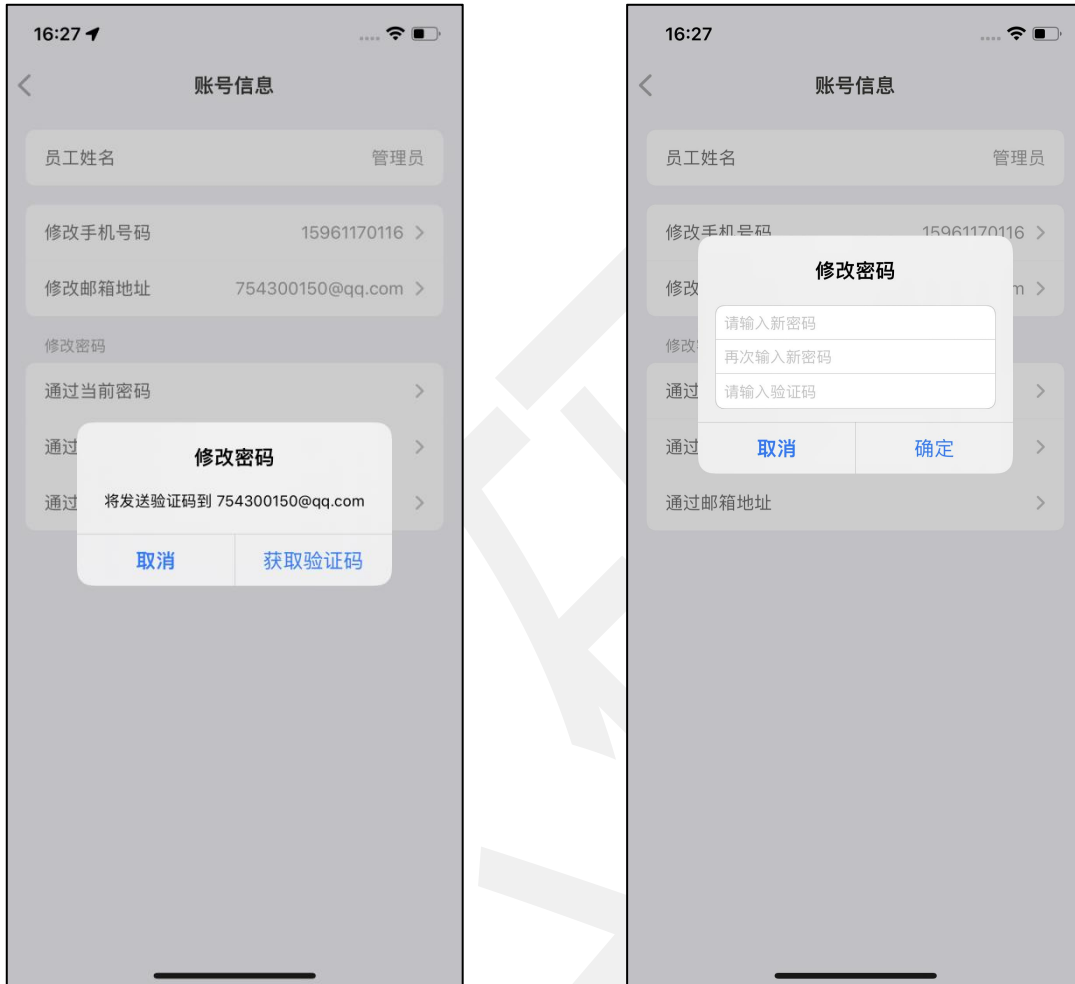 16:27
账号信息
员工姓名
管理员
修改手机号码
15961170116
修改邮箱地址
754300150@qq.com
修改密码
通过当前密码
通过
通过
修改密码
将发送验证码到 754300150@qq.com
取消
获取验证码
16:27
账号信息
员工姓名
管理员
修改手机号码
15961170116
修改
m
修改
通过
通过
通过邮箱地址
修改密码
请输入新密码
再次输入新密码
请输入验证码
取消
确定